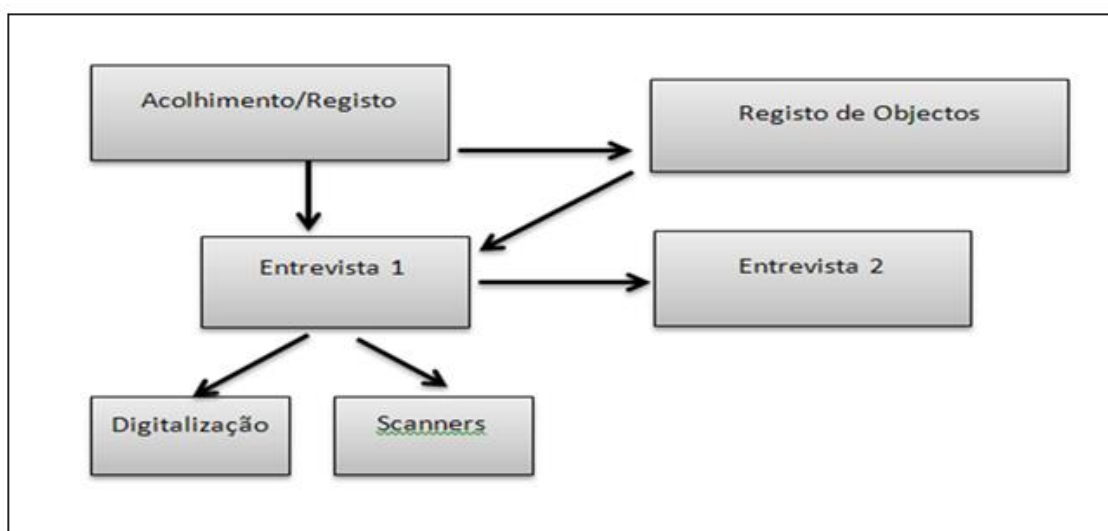 Acolhimento/Registo
Registo de Objectos
Entrevista 1
Entrevista 2
Digitalização
Scanners